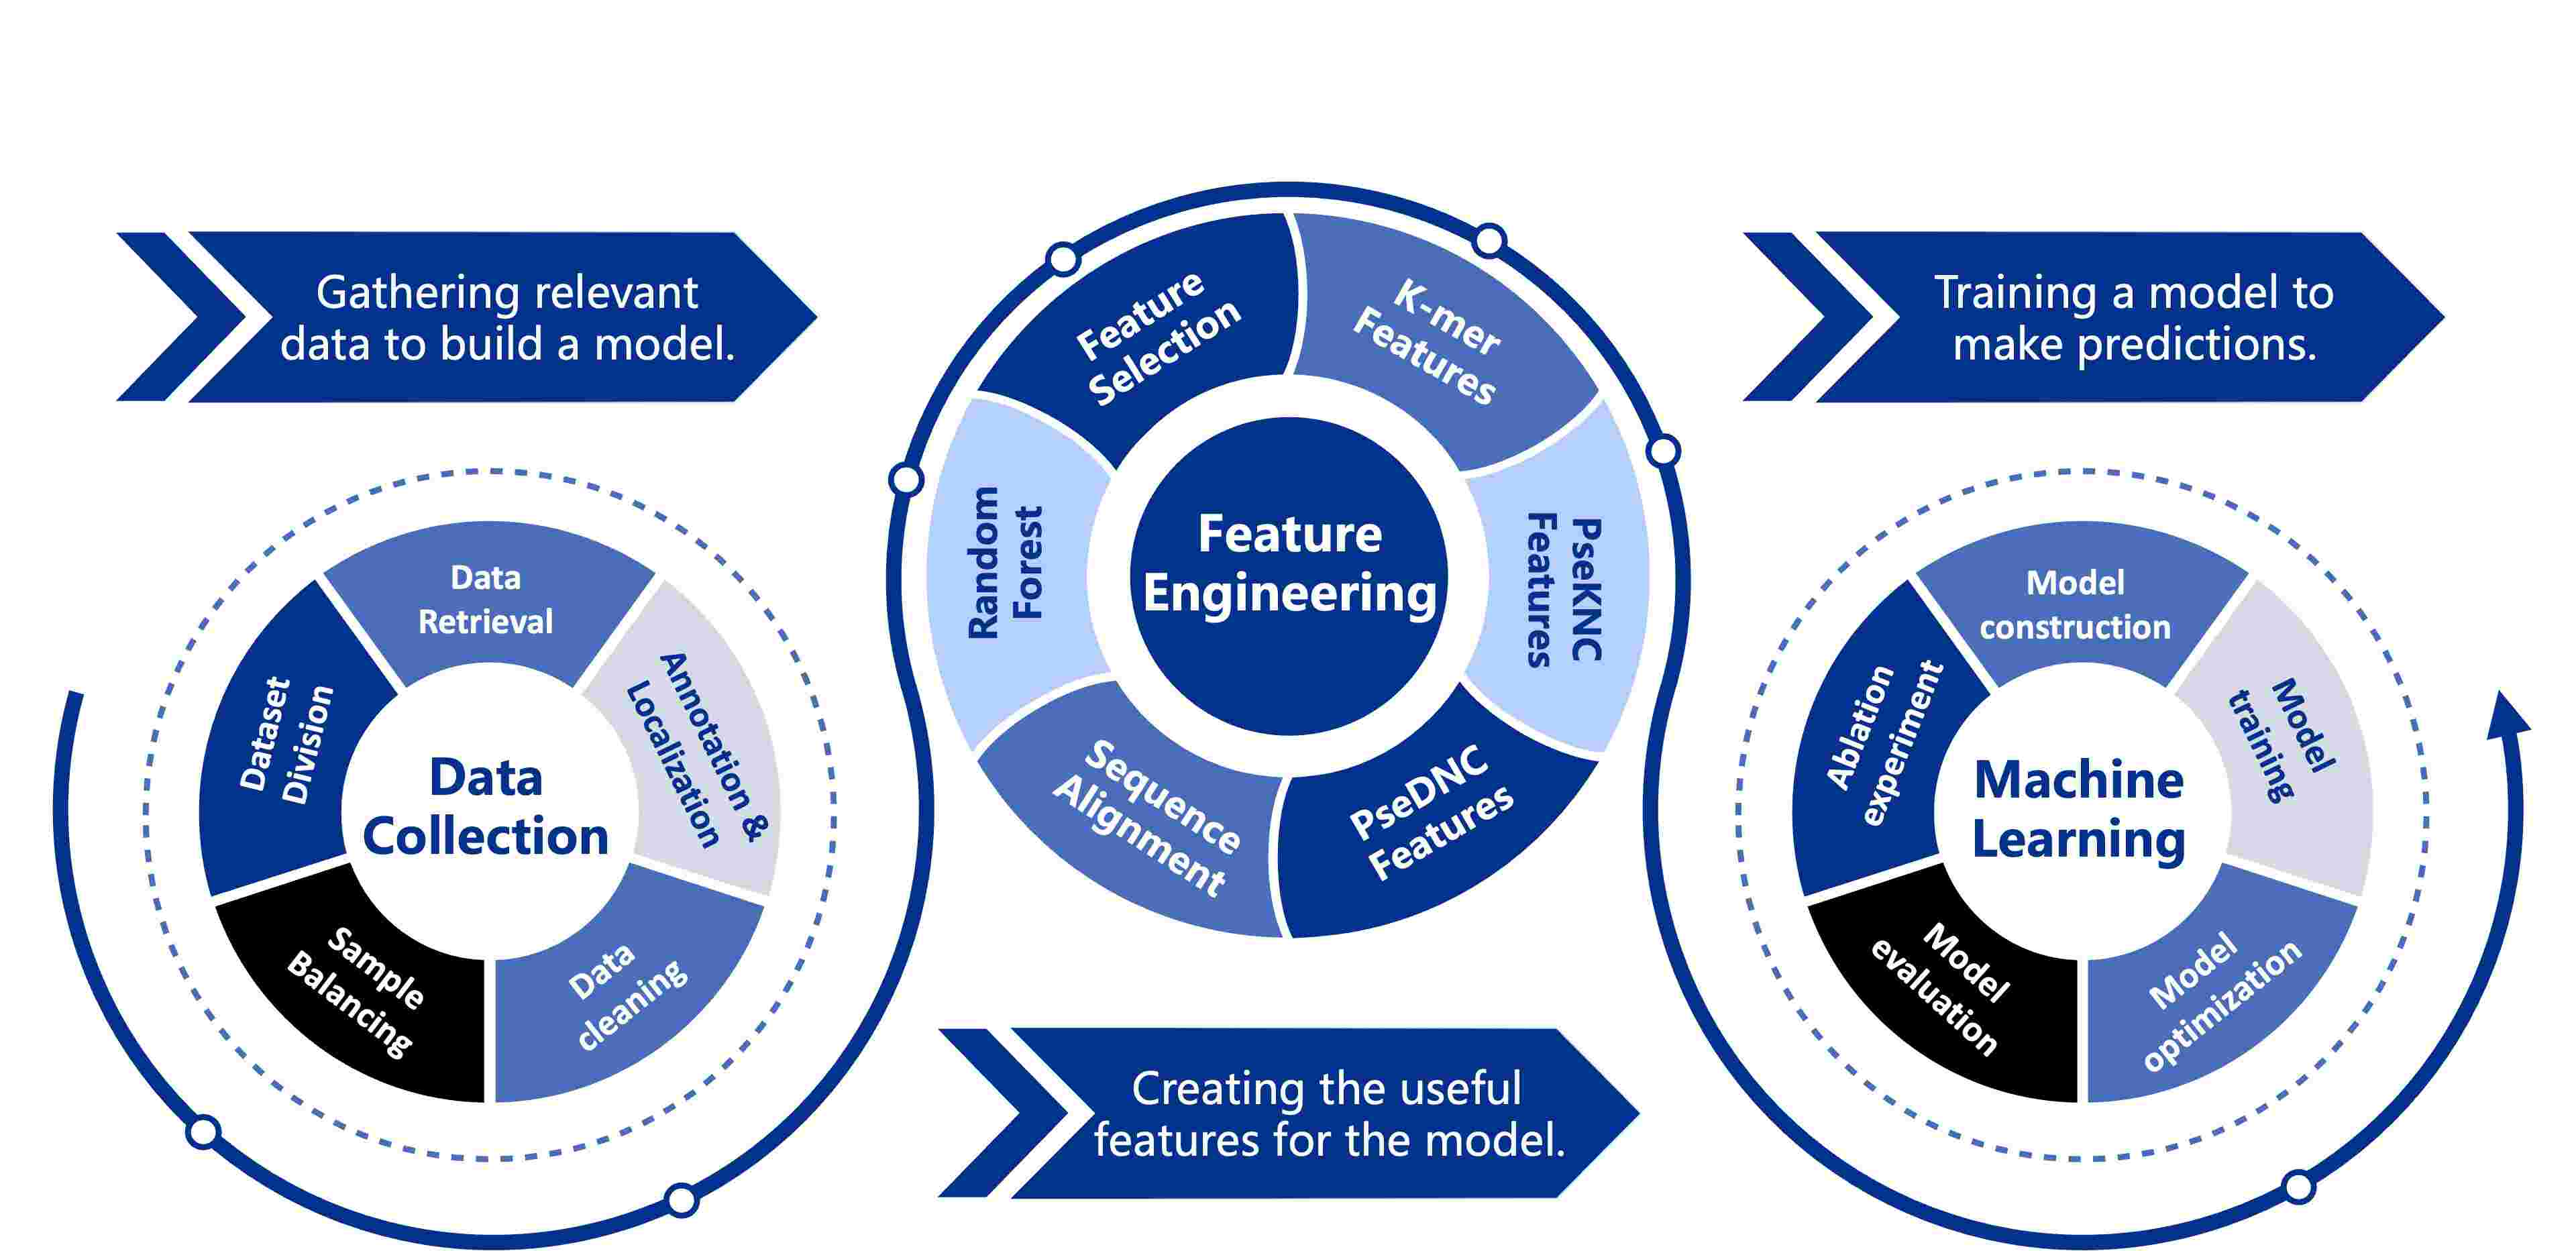 Gathering relevant
data to build a model.
Data
Retrieval
Annotation &
Localization
Data
cleaning
Sample
Balancing
Dataset
Division
Data
Collection
Feature
Selection
K-mer
Features
PseKNC
Features
PseDNC
Features
Sequence
Alignment
Random
Forest
Feature
Engineering
Creating the useful
features for the model.
Training a model to
make predictions.
Model
construction
Model
training
Model
optimization
Model
evaluation
Ablation
experiment
Machine
Learning